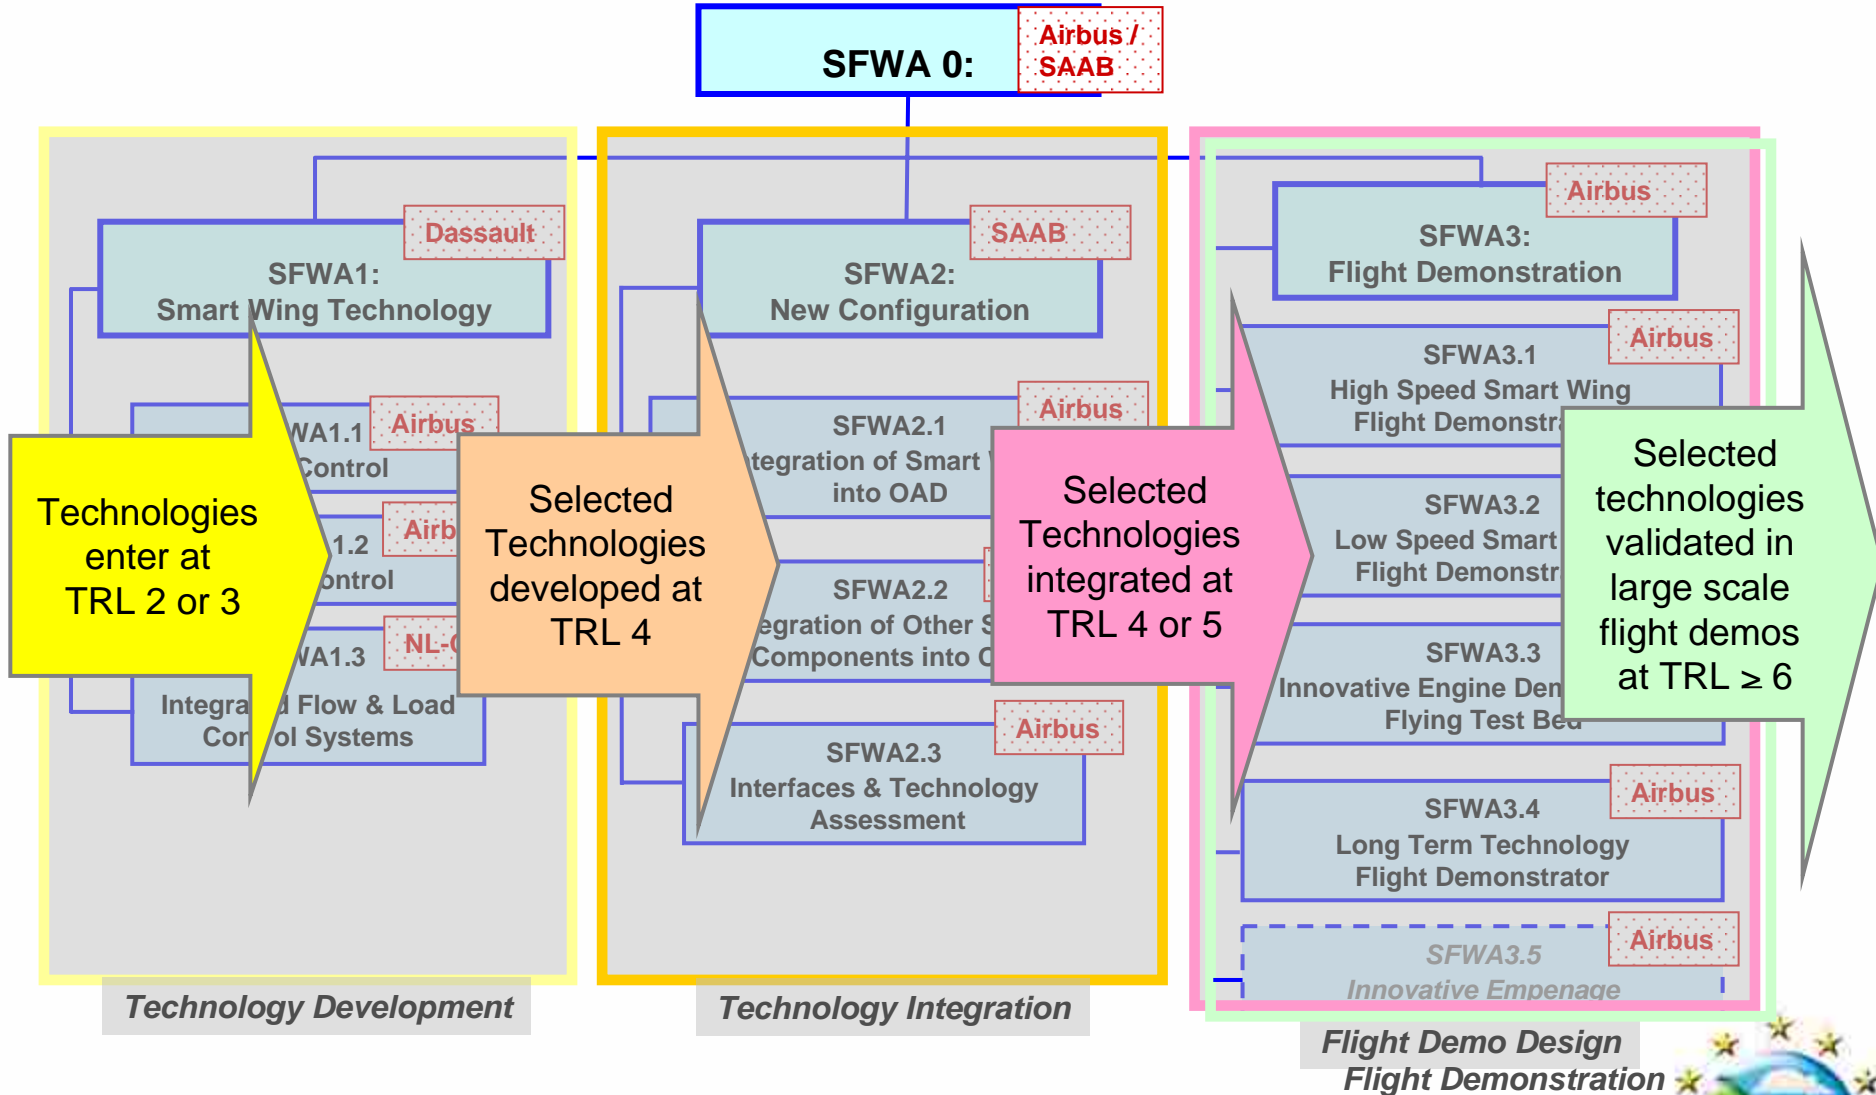 SFWA 0:
Airbus /
SAAB
Dassault
SFWA1:
Smart Wing Technology
Airbus
WA1.1
Control
Airb
1.2
ontrol
NL-
WA1.3
Integra d Flow & Load
Con ol Systems
Technologies
enter at
TRL 2 or 3
Technology Development
SAAB
SFWA2:
New Configuration
Airbus
SFWA2.1
tegration of Smart
into OAD
SFWA2.2
egration of Other S
Components into
Airbus
SFWA2.3
Interfaces & Technology
Assessment
Selected
Technologies
developed at
TRL 4
Technology Integration
Airbus
SFWA3:
Flight Demonstration
Airbus
SFWA3.1
High Speed Smart Wing
Flight Demonstra
SFWA3.2
Low Speed Smart
Flight Demonstr
SFWA3.3
Innovative Engine Dem
Flying Test Bed
Airbus
SFWA3.4
Long Term Technology
Flight Demonstrator
Airbus
SFWA3.5
Innovative Empenage
Selected
Technologies
integrated at
TRL 4 or 5
Selected
technologies
validated in
large scale
flight demos
at TRL ≥ 6
Flight Demo Design
Flight Demonstration